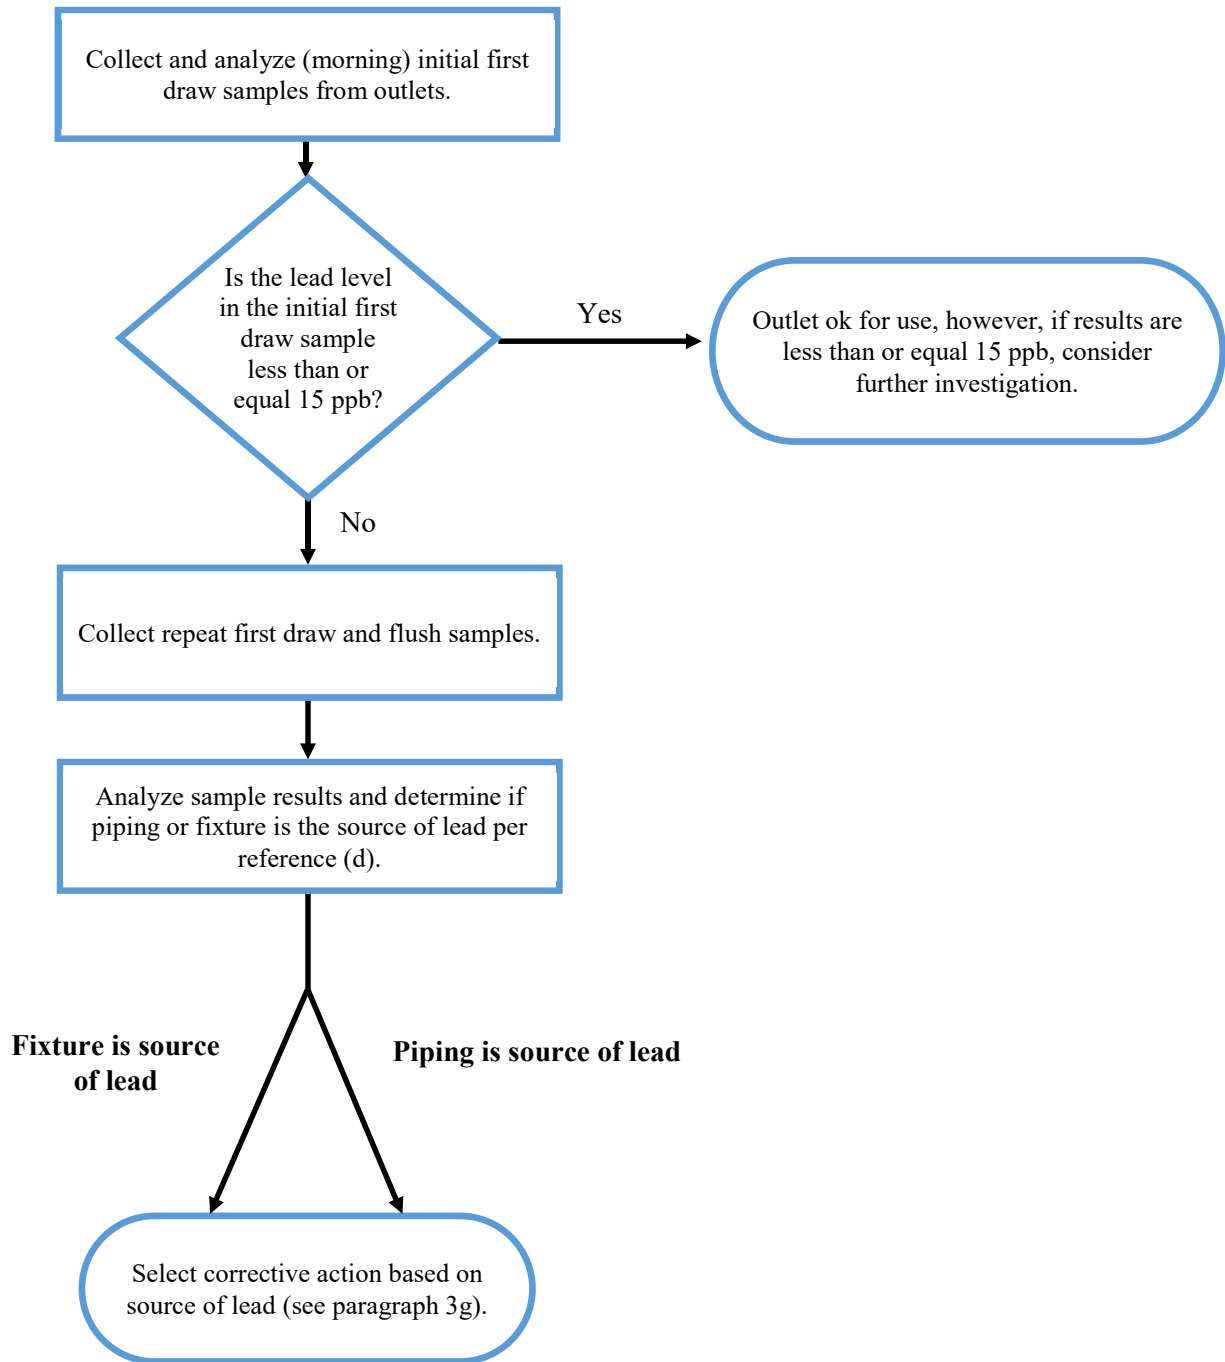 Collect and analyze (morning) initial first
draw samples from outlets.
Is the lead level
in the initial first
draw sample
less than or
equal 15 ppb?
Yes
Outlet ok for use, however, if results are
less than or equal 15 ppb, consider
further investigation.
No
Collect repeat first draw and flush samples.
Analyze sample results and determine if
piping or fixture is the source of lead per
reference (d).
Fixture is source
of lead
Piping is source of lead
Select corrective action based on
source of lead (see paragraph 3g).